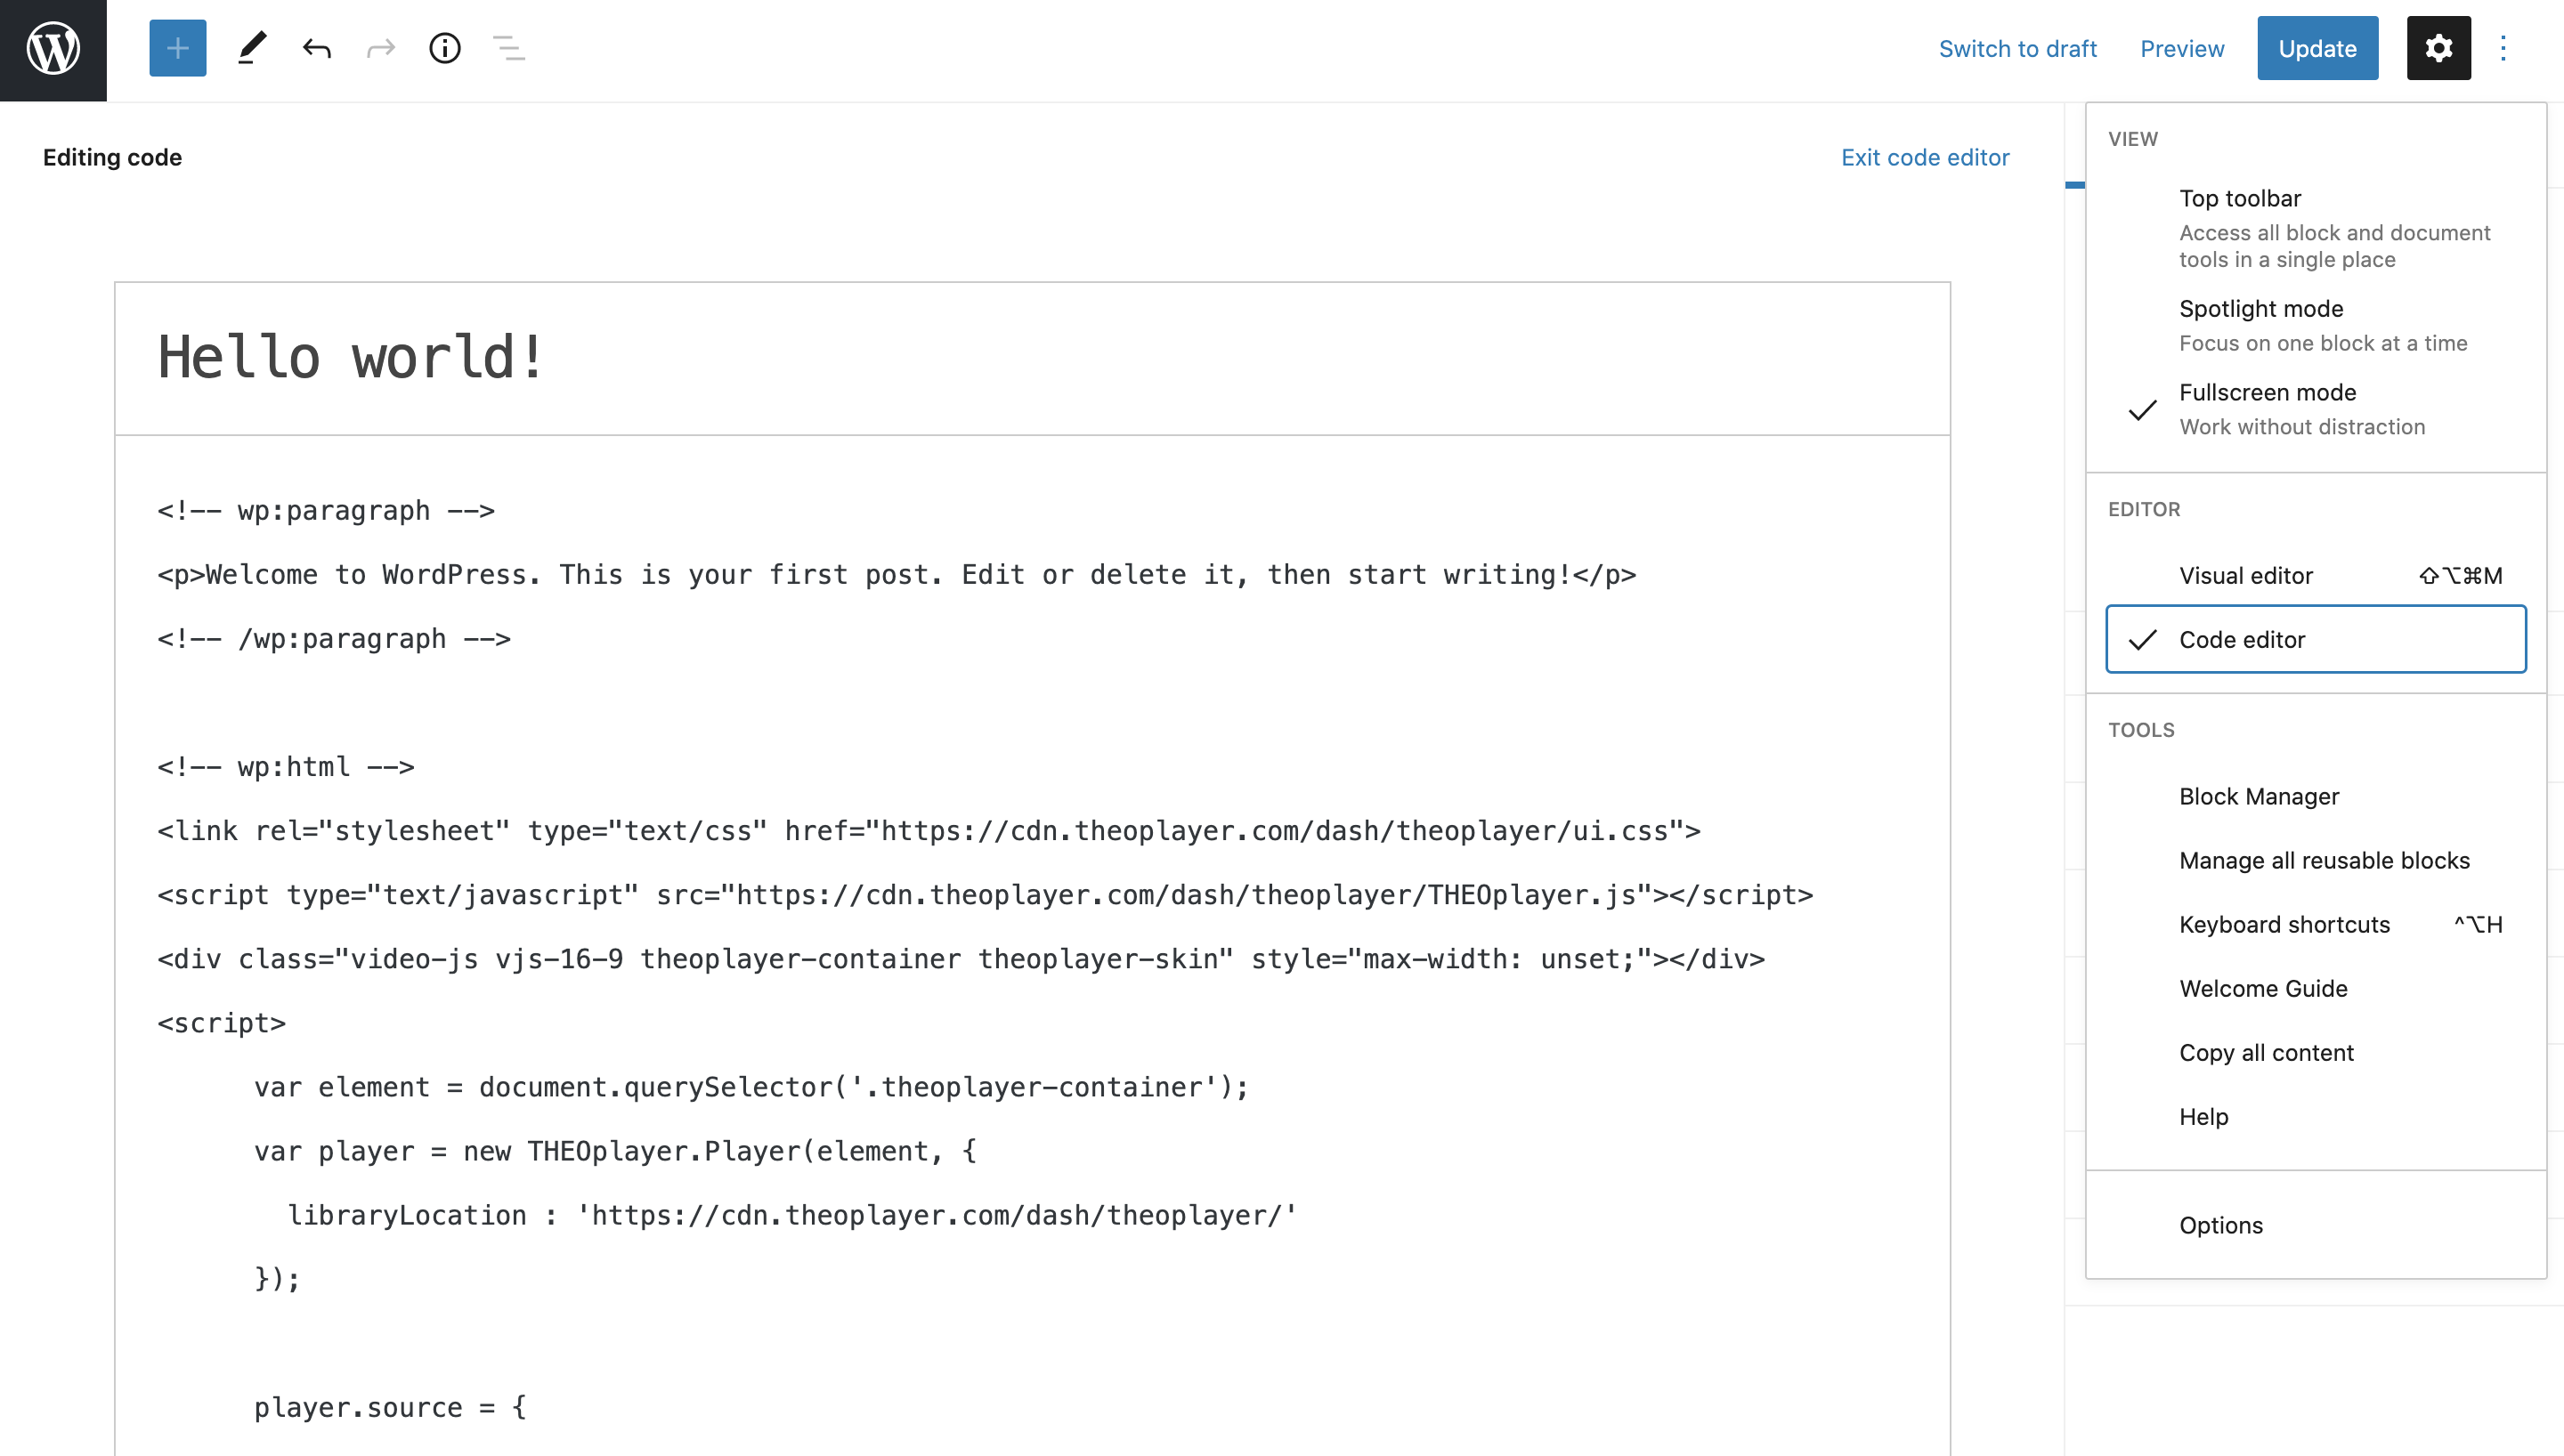 Switch to draft
Preview
Update
Editing code
Exit code editor
Hello world!
<!-- wp:paragraph -->
<p>Welcome to WordPress. This is your first post. Edit or delete it, then start writing!</p>
<!-- /wp:paragraph -->
<!-- wp:html -->
<link rel="stylesheet" type="text/css" href="https://cdn.theoplayer.com/dash/theoplayer/ui.css">
<script type="text/javascript" src="https://cdn.theoplayer.com/dash/theoplayer/THEOplayer.js"></script>
<div class="video-js vjs-16-9 theoplayer-container theoplayer-skin" style="max-width: unset;"></div>
<script>
var element = document.querySelector('.theoplayer-container');
var player = new THEOplayer.Player(element, {
libraryLocation : 'https://cdn.theoplayer.com/dash/theoplayer/'
});
player.source = {
VIEW
Top toolbar
Access all block and document
tools in a single place
Spotlight mode
Focus on one block at a time
Fullscreen mode
Work without distraction
EDITOR
Visual editor ⇧⌥⌘M
Code editor
TOOLS
Block Manager
Manage all reusable blocks
Keyboard shortcuts ^⌥H
Welcome Guide
Copy all content
Help
Options